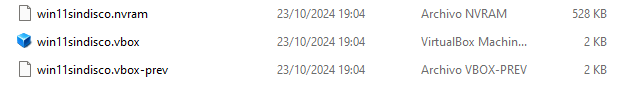 win11sindisco.nvram 23/10/2024 19:04 Archivo NVRAM 528 KB
win11sindisco.vbox 23/10/2024 19:04 VirtualBox Machin... 2 KB
win11sindisco.vbox-prev 23/10/2024 19:04 Archivo VBOX-PREV 2 KB